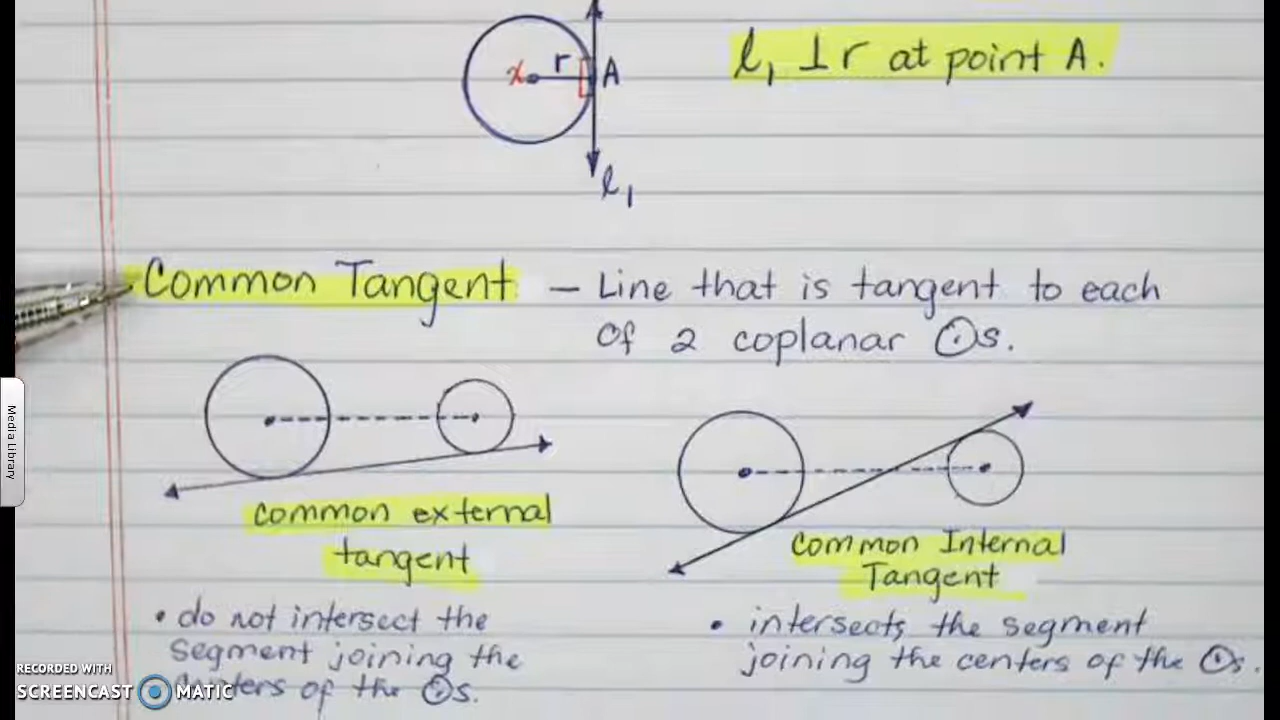 x r A
l₁ ⊥ r at point A.
l₁
Common Tangent – Line that is tangent to each
of 2 coplanar ⊙s.
common external
tangent
Common Internal
Tangent
• do not intersect the
segment joining the
centers of the ⊙s.
• intersects the segment
joining the centers of the ⊙s.
Media Library
RECORDED WITH
SCREENCAST MATIC